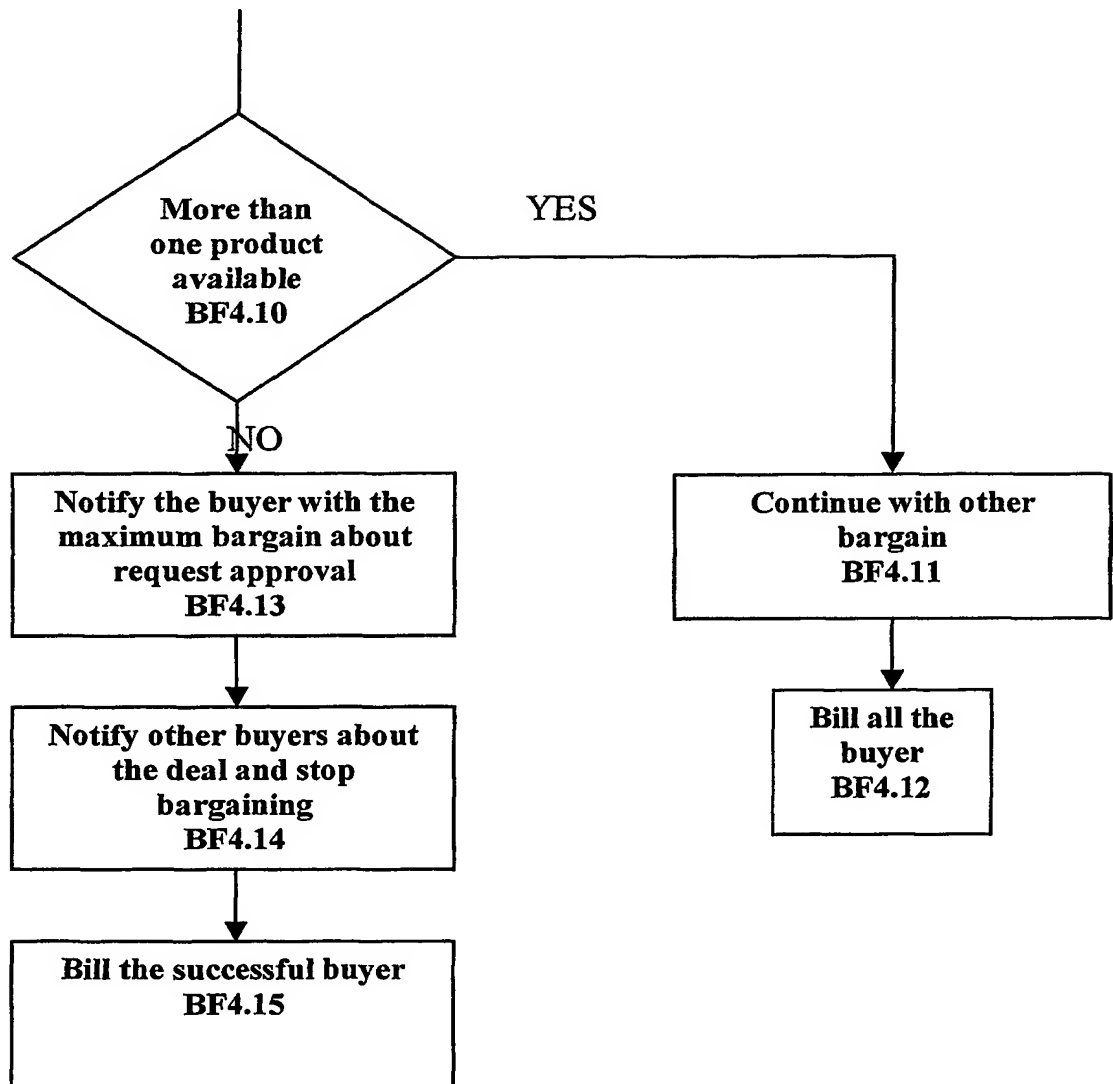 More than
one product
available
BF4.10
YES
NO
Notify the buyer with the
maximum bargain about
request approval
BF4.13
Continue with other
bargain
BF4.11
Notify other buyers about
the deal and stop
bargaining
BF4.14
Bill all the
buyer
BF4.12
Bill the successful buyer
BF4.15